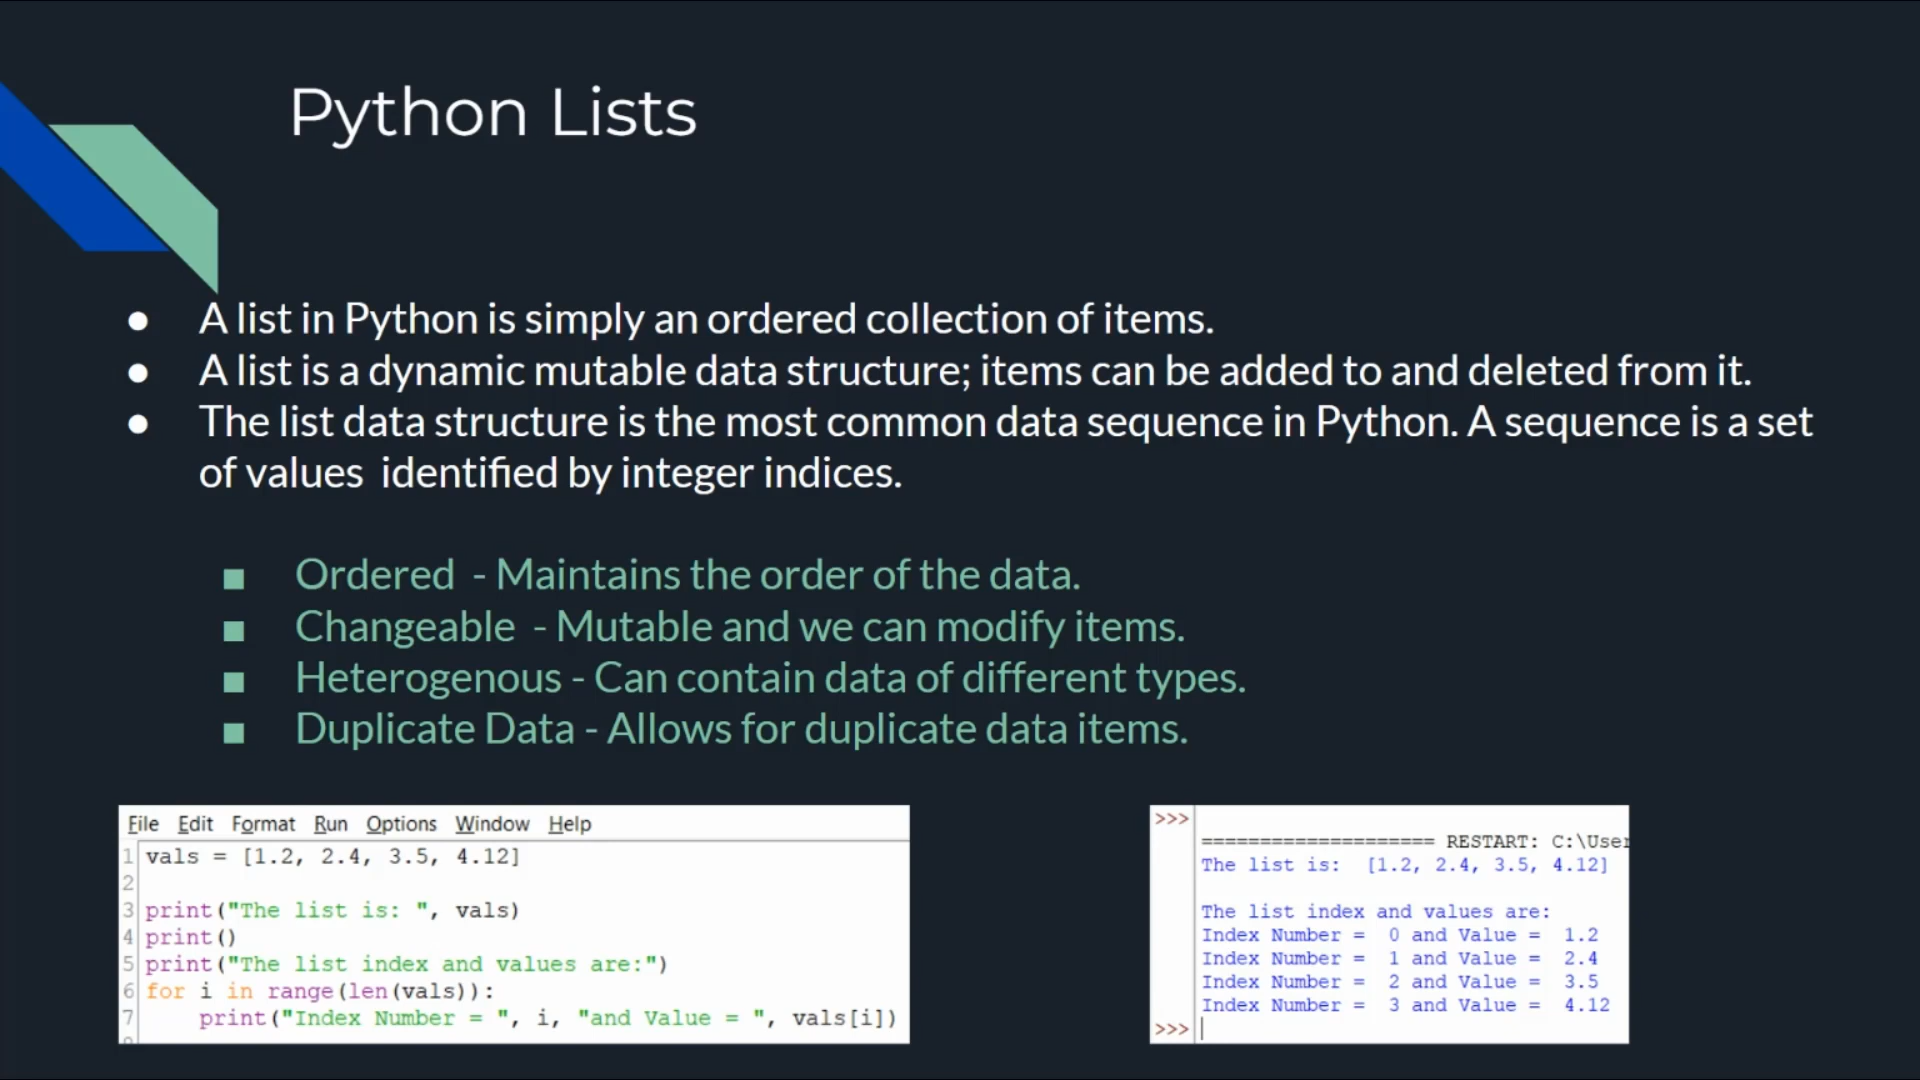 Python Lists
● A list in Python is simply an ordered collection of items.
● A list is a dynamic mutable data structure; items can be added to and deleted from it.
● The list data structure is the most common data sequence in Python. A sequence is a set
of values  identified by integer indices.
■ Ordered  - Maintains the order of the data.
■ Changeable  - Mutable and we can modify items.
■ Heterogenous - Can contain data of different types.
■ Duplicate Data - Allows for duplicate data items.
File Edit Format Run Options Window Help
1 vals = [1.2, 2.4, 3.5, 4.12]
2
3 print("The list is: ", vals)
4 print()
5 print("The list index and values are:")
6 for i in range(len(vals)):
7     print("Index Number = ", i, "and Value = ", vals[i])
>>>
==================== RESTART: C:\User
The list is:  [1.2, 2.4, 3.5, 4.12]
The list index and values are:
Index Number =  0 and Value =  1.2
Index Number =  1 and Value =  2.4
Index Number =  2 and Value =  3.5
Index Number =  3 and Value =  4.12
>>>